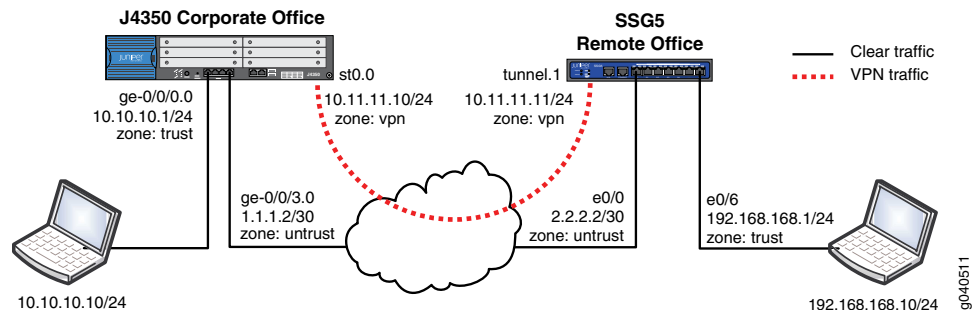 J4350 Corporate Office
SSG5
Remote Office
Clear traffic
VPN traffic
JUNIPER
J4350
st0.0
10.11.11.10/24
zone: vpn
tunnel.1
10.11.11.11/24
zone: vpn
ge-0/0/0.0
10.10.10.1/24
zone: trust
ge-0/0/3.0
1.1.1.2/30
zone: untrust
e0/0
2.2.2.2/30
zone: untrust
e0/6
192.168.168.1/24
zone: trust
10.10.10.10/24
192.168.168.10/24
g040511